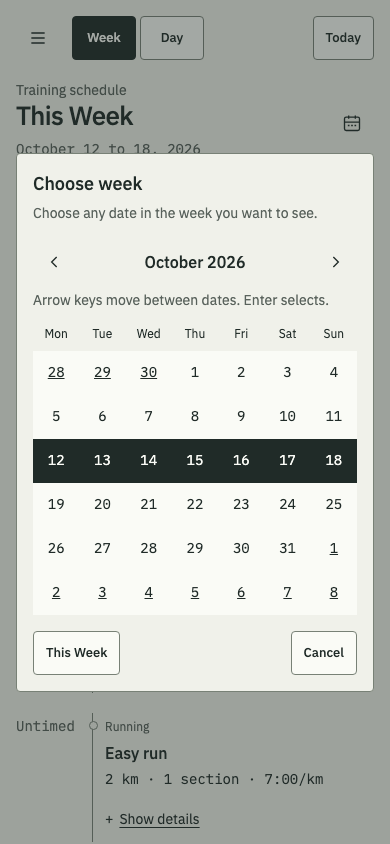 Week Day Today
Training schedule
This Week
October 12 to 18, 2026
Choose week
Choose any date in the week you want to see.
October 2026
Arrow keys move between dates. Enter selects.
Mon Tue Wed Thu Fri Sat Sun
28 29 30 1 2 3 4
5 6 7 8 9 10 11
12 13 14 15 16 17 18
19 20 21 22 23 24 25
26 27 28 29 30 31 1
2 3 4 5 6 7 8
This Week Cancel
Untimed Running
Easy run
2 km · 1 section · 7:00/km
+ Show details